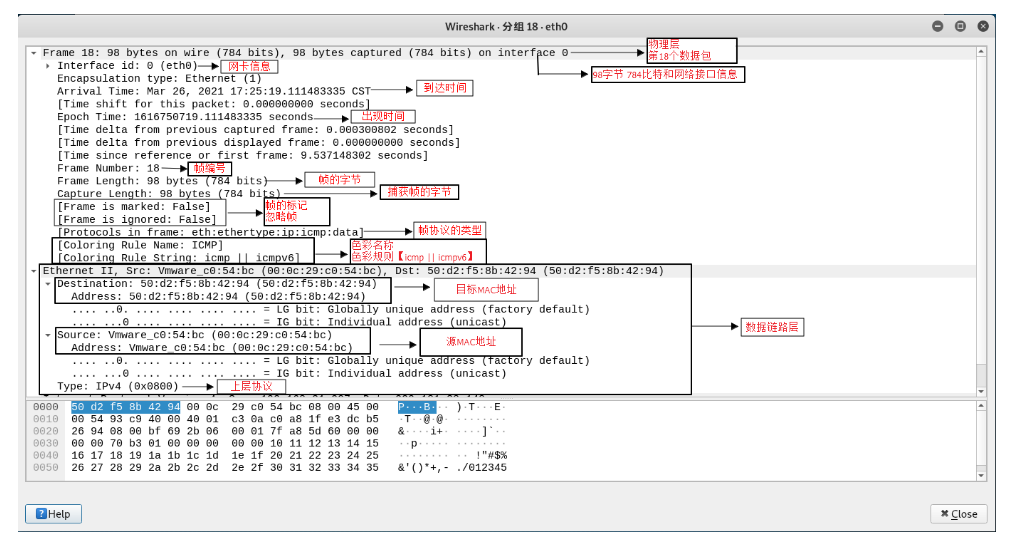 Wireshark · 分组 18 · eth0
Frame 18: 98 bytes on wire (784 bits), 98 bytes captured (784 bits) on interface 0
物理层
第18个数据包
Interface id: 0 (eth0)
网卡信息
98字节 784比特和网络接口信息
Encapsulation type: Ethernet (1)
Arrival Time: Mar 26, 2021 17:25:19.111483335 CST
到达时间
[Time shift for this packet: 0.000000000 seconds]
Epoch Time: 1616750719.111483335 seconds
出现时间
[Time delta from previous captured frame: 0.000300802 seconds]
[Time delta from previous displayed frame: 0.000000000 seconds]
[Time since reference or first frame: 9.537148302 seconds]
Frame Number: 18
帧编号
Frame Length: 98 bytes (784 bits)
帧的字节
Capture Length: 98 bytes (784 bits)
捕获帧的字节
[Frame is marked: False]
帧的标记
[Frame is ignored: False]
忽略帧
[Protocols in frame: eth:ethertype:ip:icmp:data]
帧协议的类型
[Coloring Rule Name: ICMP]
色彩名称
[Coloring Rule String: icmp || icmpv6]
色彩规则【icmp || icmpv6】
Ethernet II, Src: Vmware_c0:54:bc (00:0c:29:c0:54:bc), Dst: 50:d2:f5:8b:42:94 (50:d2:f5:8b:42:94)
Destination: 50:d2:f5:8b:42:94 (50:d2:f5:8b:42:94)
目标MAC地址
Address: 50:d2:f5:8b:42:94 (50:d2:f5:8b:42:94)
.... ..0. .... .... .... .... = LG bit: Globally unique address (factory default)
.... ...0 .... .... .... .... = IG bit: Individual address (unicast)
数据链路层
Source: Vmware_c0:54:bc (00:0c:29:c0:54:bc)
源MAC地址
Address: Vmware_c0:54:bc (00:0c:29:c0:54:bc)
.... ..0. .... .... .... .... = LG bit: Globally unique address (factory default)
.... ...0 .... .... .... .... = IG bit: Individual address (unicast)
Type: IPv4 (0x0800)
上层协议
0000 50 d2 f5 8b 42 94 00 0c 29 c0 54 bc 08 00 45 00 P···B··· )·T···E·
0010 00 54 93 c9 40 00 40 01 c3 0a c0 a8 1f e3 dc b5 ·T··@·@· ········
0020 26 94 08 00 bf 69 2b 06 00 01 7f a8 5d 60 00 00 &····i+· ····]`··
0030 00 00 70 b3 01 00 00 00 00 00 10 11 12 13 14 15 ··p····· ········
0040 16 17 18 19 1a 1b 1c 1d 1e 1f 20 21 22 23 24 25 ········ ·· !"#$%
0050 26 27 28 29 2a 2b 2c 2d 2e 2f 30 31 32 33 34 35 &'()*+,- ./012345
Help
Close